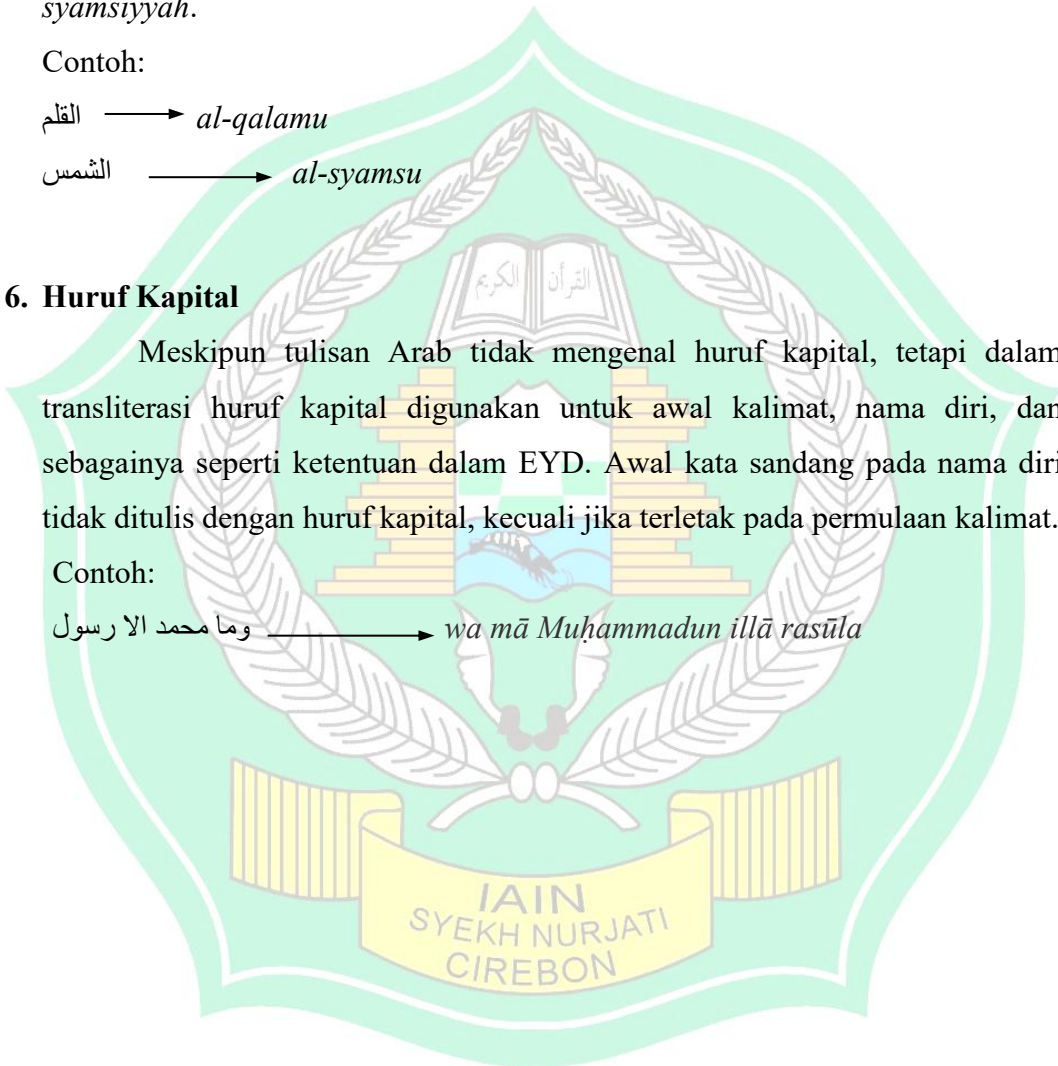 syamsiyyah.
Contoh:
القلم → al-qalamu
الشمس → al-syamsu
القرأن الكريم
6. Huruf Kapital
Meskipun tulisan Arab tidak mengenal huruf kapital, tetapi dalam
transliterasi huruf kapital digunakan untuk awal kalimat, nama diri, dan
sebagainya seperti ketentuan dalam EYD. Awal kata sandang pada nama diri
tidak ditulis dengan huruf kapital, kecuali jika terletak pada permulaan kalimat.
Contoh:
وما محمد الا رسول → wa mā Muḥammadun illā rasūla
IAIN
SYEKH NURJATI
CIREBON